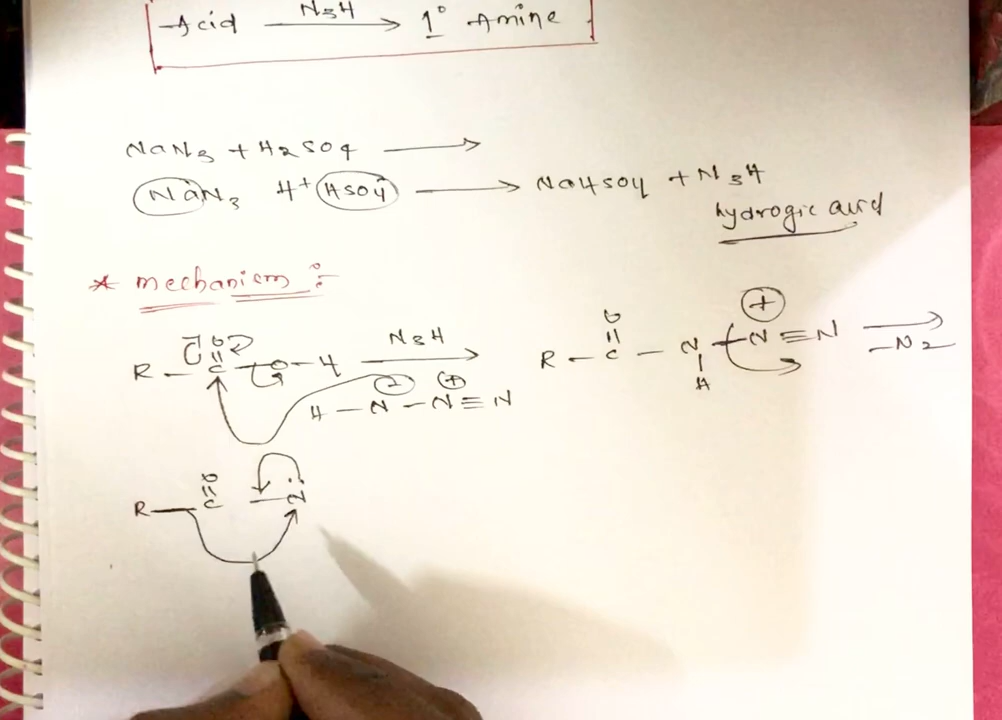 Acid N3H → 1° Amine
NaN3 + H2SO4 →
NaN3 H+ HSO4 → NaHSO4 + N3H
hydrogic acid
* mechanism :-
R - C - O - H N3H →
O
H - N - N ≡ N
- +
R - C - N - N ≡ N → -N2
O
H
+
R - C N
O